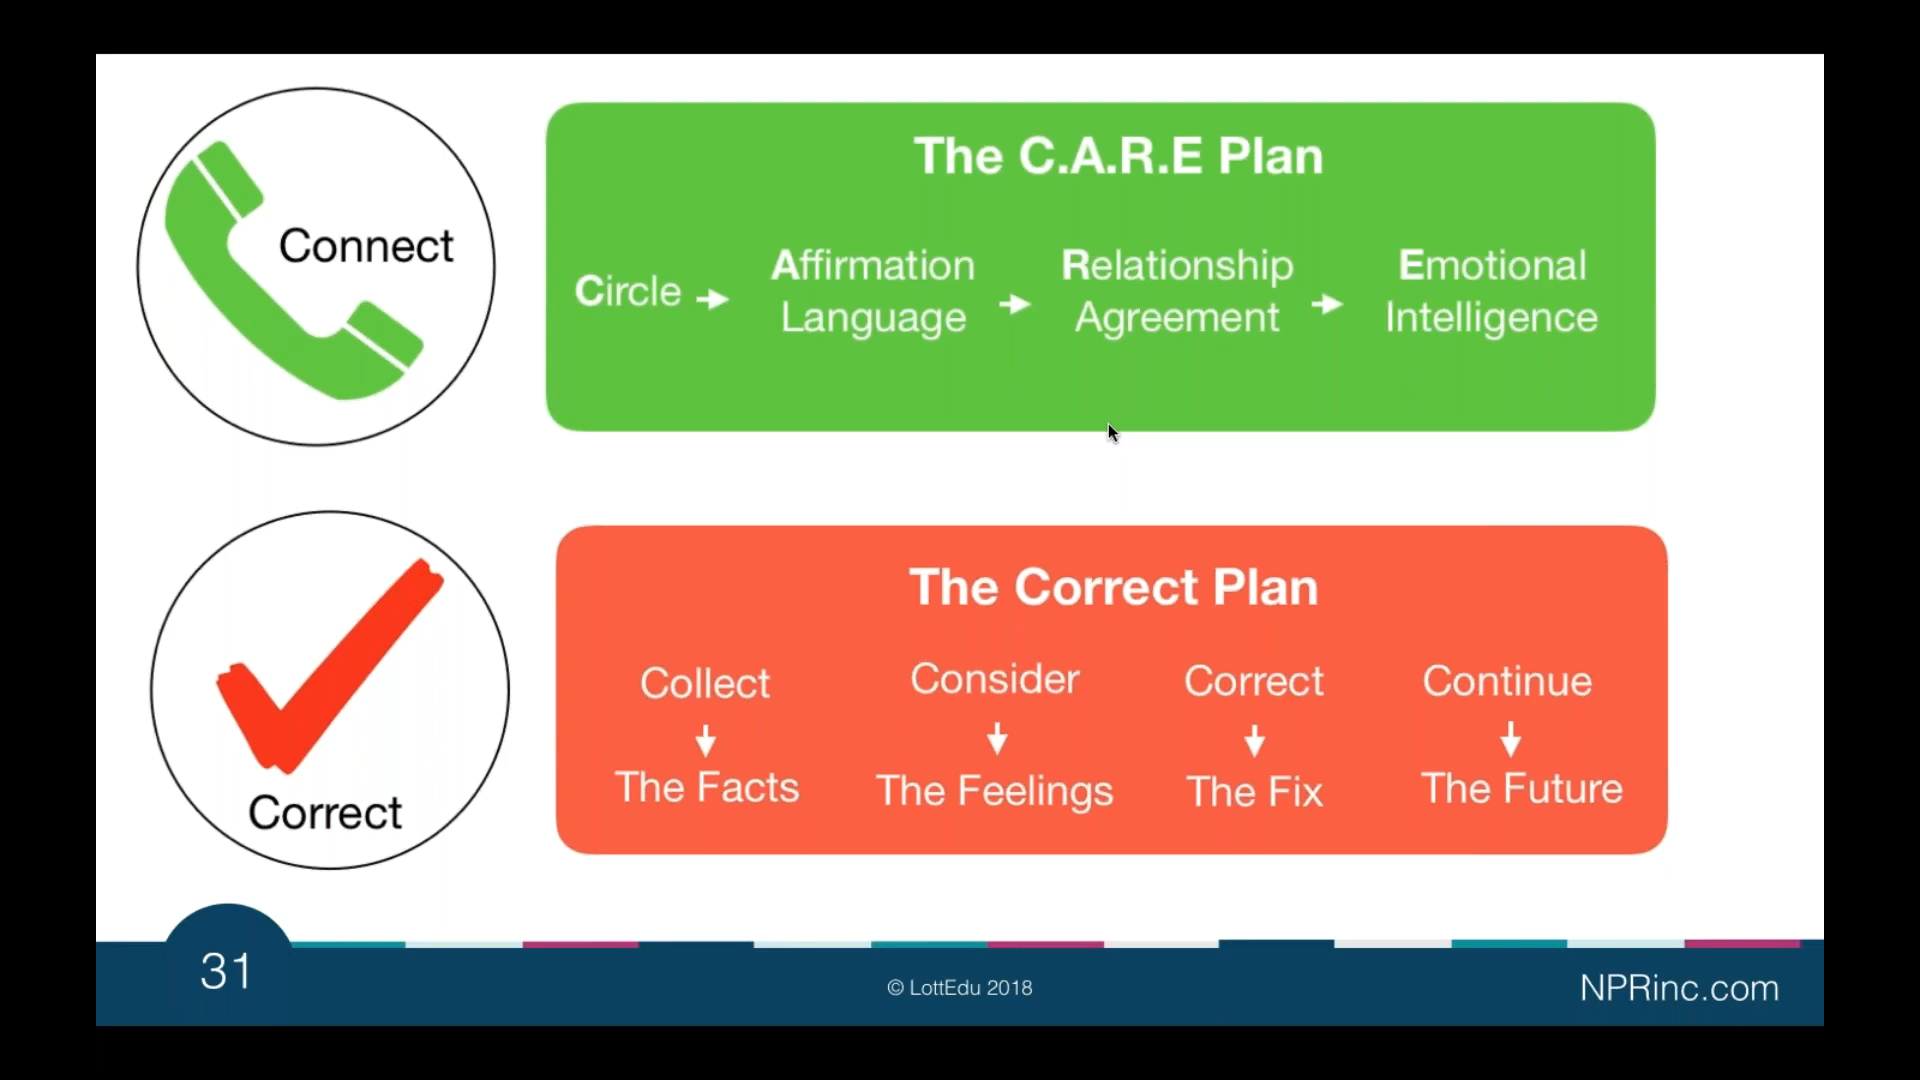 Connect
The C.A.R.E Plan
Circle
Affirmation
Language
Relationship
Agreement
Emotional
Intelligence
Correct
The Correct Plan
Collect
The Facts
Consider
The Feelings
Correct
The Fix
Continue
The Future
31
© LottEdu 2018
NPRinc.com